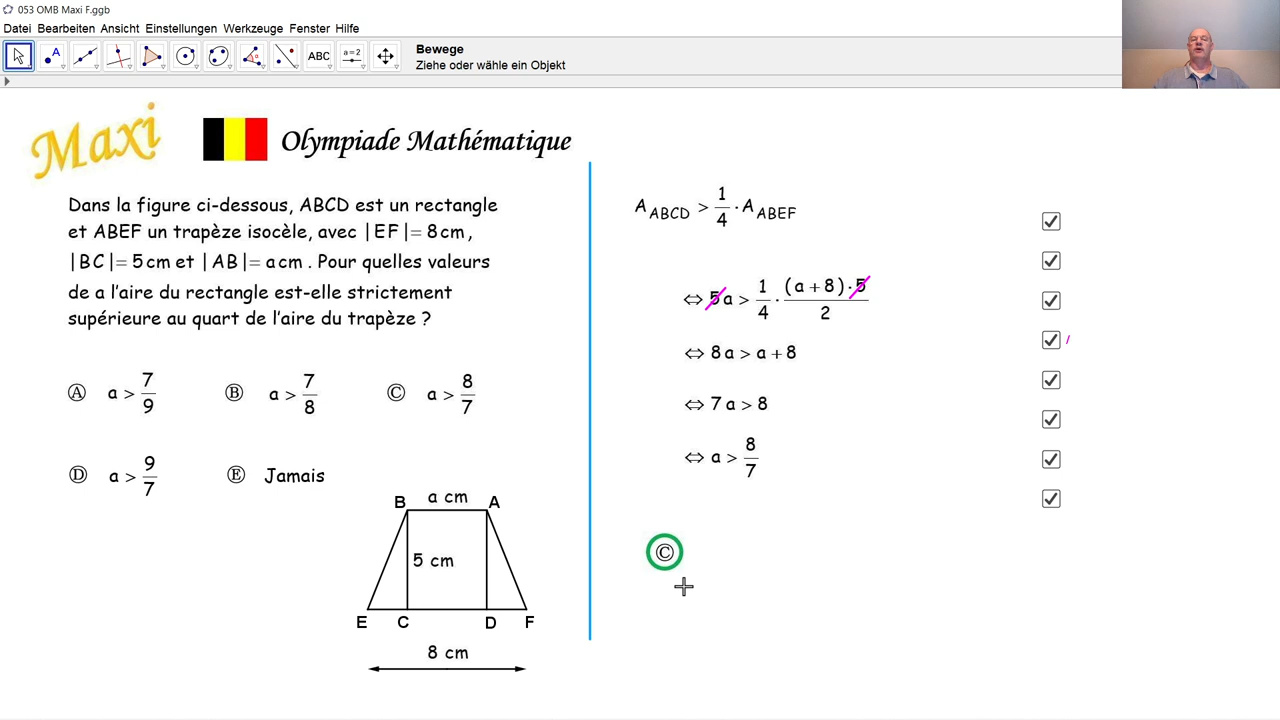 053 OMB Maxi F.ggb
Datei Bearbeiten Ansicht Einstellungen Werkzeuge Fenster Hilfe
A ABC a=2
Bewege
Ziehe oder wähle ein Objekt
Maxi
Olympiade Mathématique
Dans la figure ci-dessous, ABCD est un rectangle
et ABEF un trapèze isocèle, avec |EF|= 8 cm,
|BC|= 5 cm et |AB|= a cm. Pour quelles valeurs
de a l'aire du rectangle est-elle strictement
supérieure au quart de l'aire du trapèze ?
Ⓐ a > 7/9 Ⓑ a > 7/8 Ⓒ a > 8/7
Ⓓ a > 9/7 Ⓔ Jamais
B a cm A
5 cm
E C D F
8 cm
A_ABCD > 1/4 · A_ABEF
⇔ 5a > 1/4 · (a + 8) · 5 / 2
⇔ 8a > a + 8
⇔ 7a > 8
⇔ a > 8/7
Ⓒ